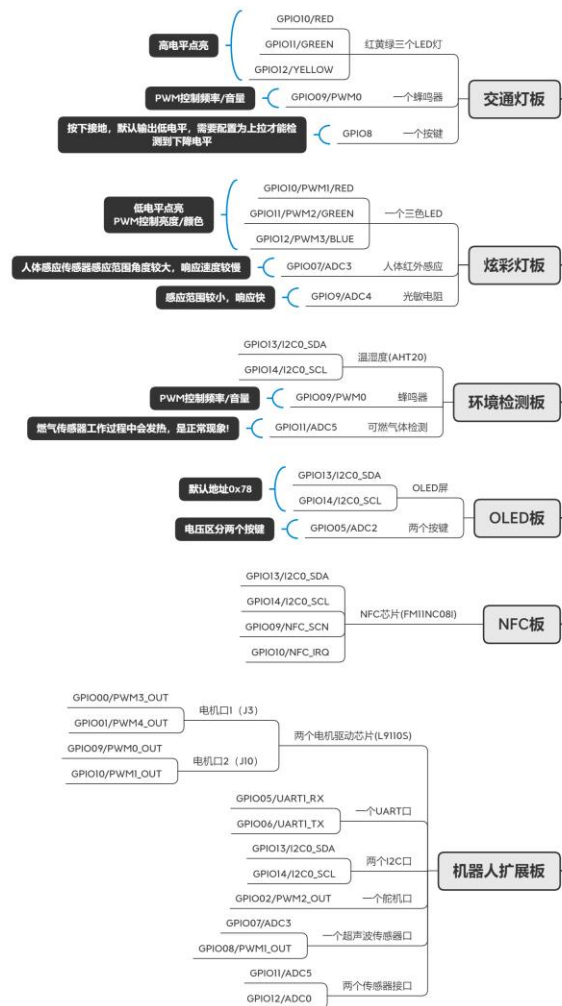 GPIO10/RED
高电平点亮
GPIO11/GREEN
红黄绿三个LED灯
GPIO12/YELLOW
PWM控制频率/音量
GPIO09/PWM0
一个蜂鸣器
交通灯板
按下接地，默认输出低电平，需要配置为上拉才能检
测到下降电平
GPIO8
一个按键
GPIO10/PWM1/RED
低电平点亮
PWM控制亮度/颜色
GPIO11/PWM2/GREEN
一个三色LED
GPIO12/PWM3/BLUE
人体感应传感器感应范围角度较大，响应速度较慢
GPIO07/ADC3
人体红外感应
炫彩灯板
感应范围较小，响应快
GPIO9/ADC4
光敏电阻
GPIO13/I2C0_SDA
温湿度(AHT20)
GPIO14/I2C0_SCL
PWM控制频率/音量
GPIO09/PWM0
蜂鸣器
环境检测板
燃气传感器工作过程中会发热，是正常现象!
GPIO11/ADC5
可燃气体检测
GPIO13/I2C0_SDA
默认地址0x78
OLED屏
GPIO14/I2C0_SCL
OLED板
电压区分两个按键
GPIO05/ADC2
两个按键
GPIO13/I2C0_SDA
GPIO14/I2C0_SCL
NFC芯片(FM11NC08I)
NFC板
GPIO09/NFC_SCN
GPIO10/NFC_IRQ
GPIO00/PWM3_OUT
电机口1（J3）
GPIO01/PWM4_OUT
两个电机驱动芯片(L9110S)
GPIO09/PWM0_OUT
电机口2（J10）
GPIO10/PWM1_OUT
GPIO05/UART1_RX
一个UART口
GPIO06/UART1_TX
GPIO13/I2C0_SDA
两个I2C口
GPIO14/I2C0_SCL
机器人扩展板
GPIO02/PWM2_OUT
一个舵机口
GPIO07/ADC3
一个超声波传感器口
GPIO08/PWM1_OUT
GPIO11/ADC5
两个传感器接口
GPIO12/ADC0